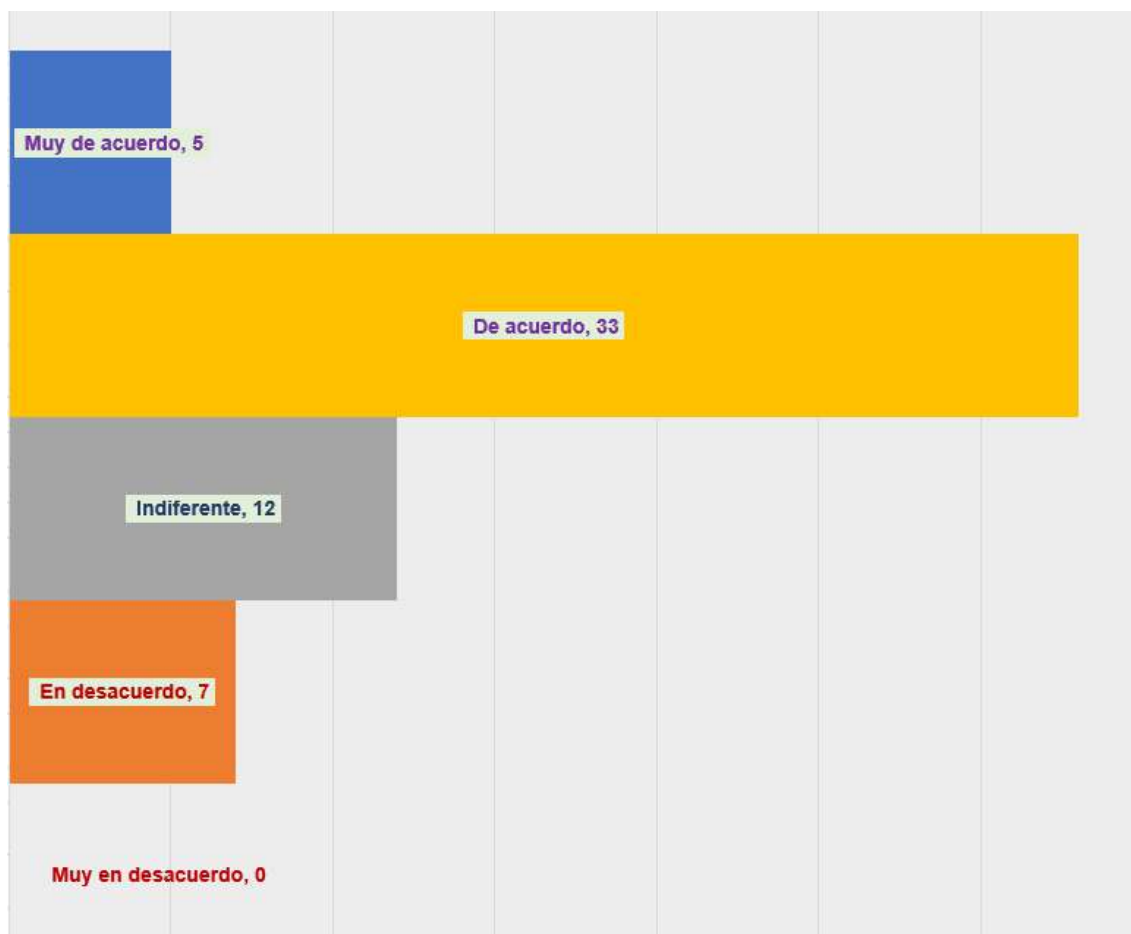 Muy de acuerdo, 5
De acuerdo, 33
Indiferente, 12
En desacuerdo, 7
Muy en desacuerdo, 0